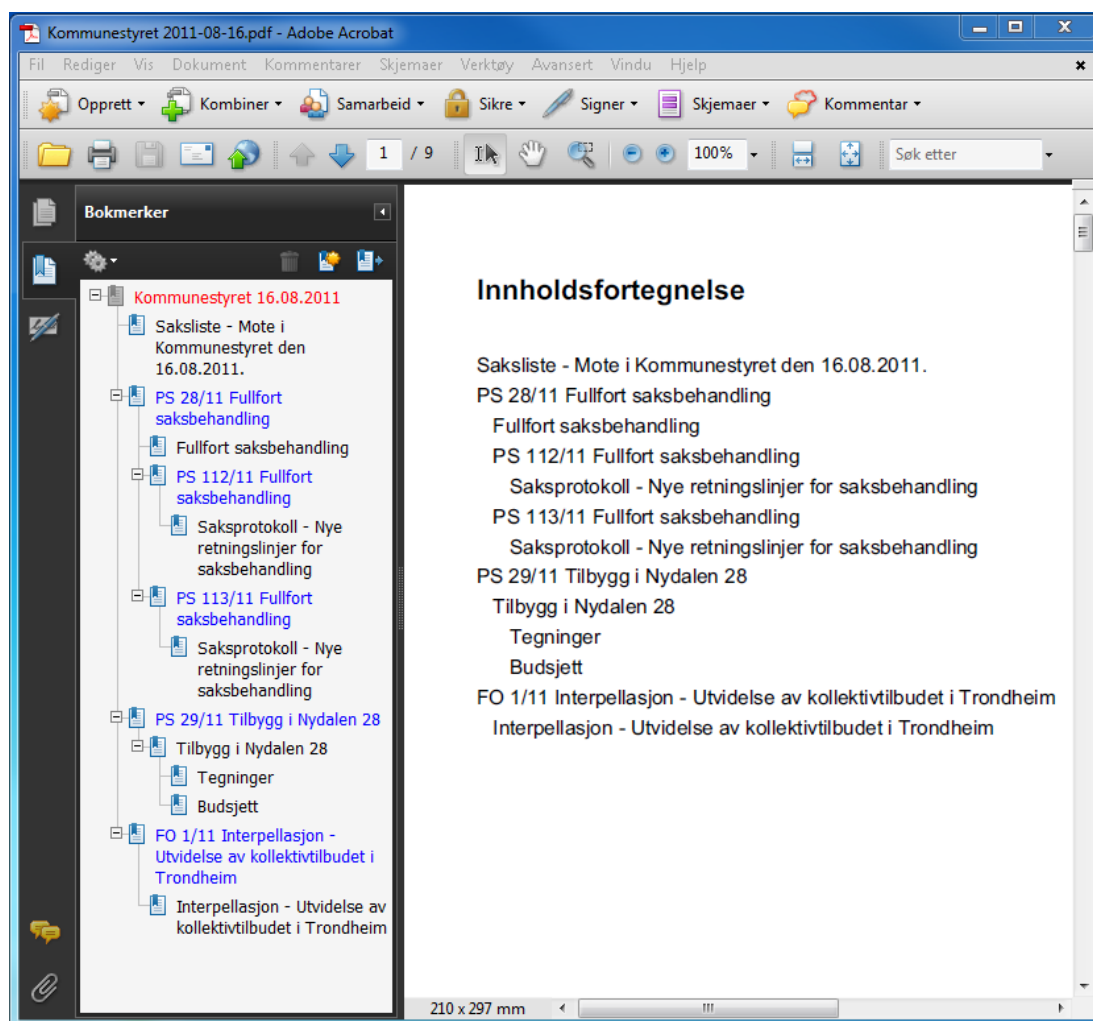 Kommunestyret 2011-08-16.pdf - Adobe Acrobat
Fil Rediger Vis Dokument Kommentarer Skjemaer Verktøy Avansert Vindu Hjelp
Opprett Kombiner Samarbeid Sikre Signer Skjemaer Kommentar
1 / 9 100% Søk etter
Bokmerker
Kommunestyret 16.08.2011
Saksliste - Mote i
Kommunestyret den
16.08.2011.
PS 28/11 Fullfort
saksbehandling
Fullfort saksbehandling
PS 112/11 Fullfort
saksbehandling
Saksprotokoll - Nye
retningslinjer for
saksbehandling
PS 113/11 Fullfort
saksbehandling
Saksprotokoll - Nye
retningslinjer for
saksbehandling
PS 29/11 Tilbygg i Nydalen 28
Tilbygg i Nydalen 28
Tegninger
Budsjett
FO 1/11 Interpellasjon -
Utvidelse av kollektivtilbudet i
Trondheim
Interpellasjon - Utvidelse av
kollektivtilbudet i Trondheim
Innholdsfortegnelse
Saksliste - Mote i Kommunestyret den 16.08.2011.
PS 28/11 Fullfort saksbehandling
Fullfort saksbehandling
PS 112/11 Fullfort saksbehandling
Saksprotokoll - Nye retningslinjer for saksbehandling
PS 113/11 Fullfort saksbehandling
Saksprotokoll - Nye retningslinjer for saksbehandling
PS 29/11 Tilbygg i Nydalen 28
Tilbygg i Nydalen 28
Tegninger
Budsjett
FO 1/11 Interpellasjon - Utvidelse av kollektivtilbudet i Trondheim
Interpellasjon - Utvidelse av kollektivtilbudet i Trondheim
210 x 297 mm